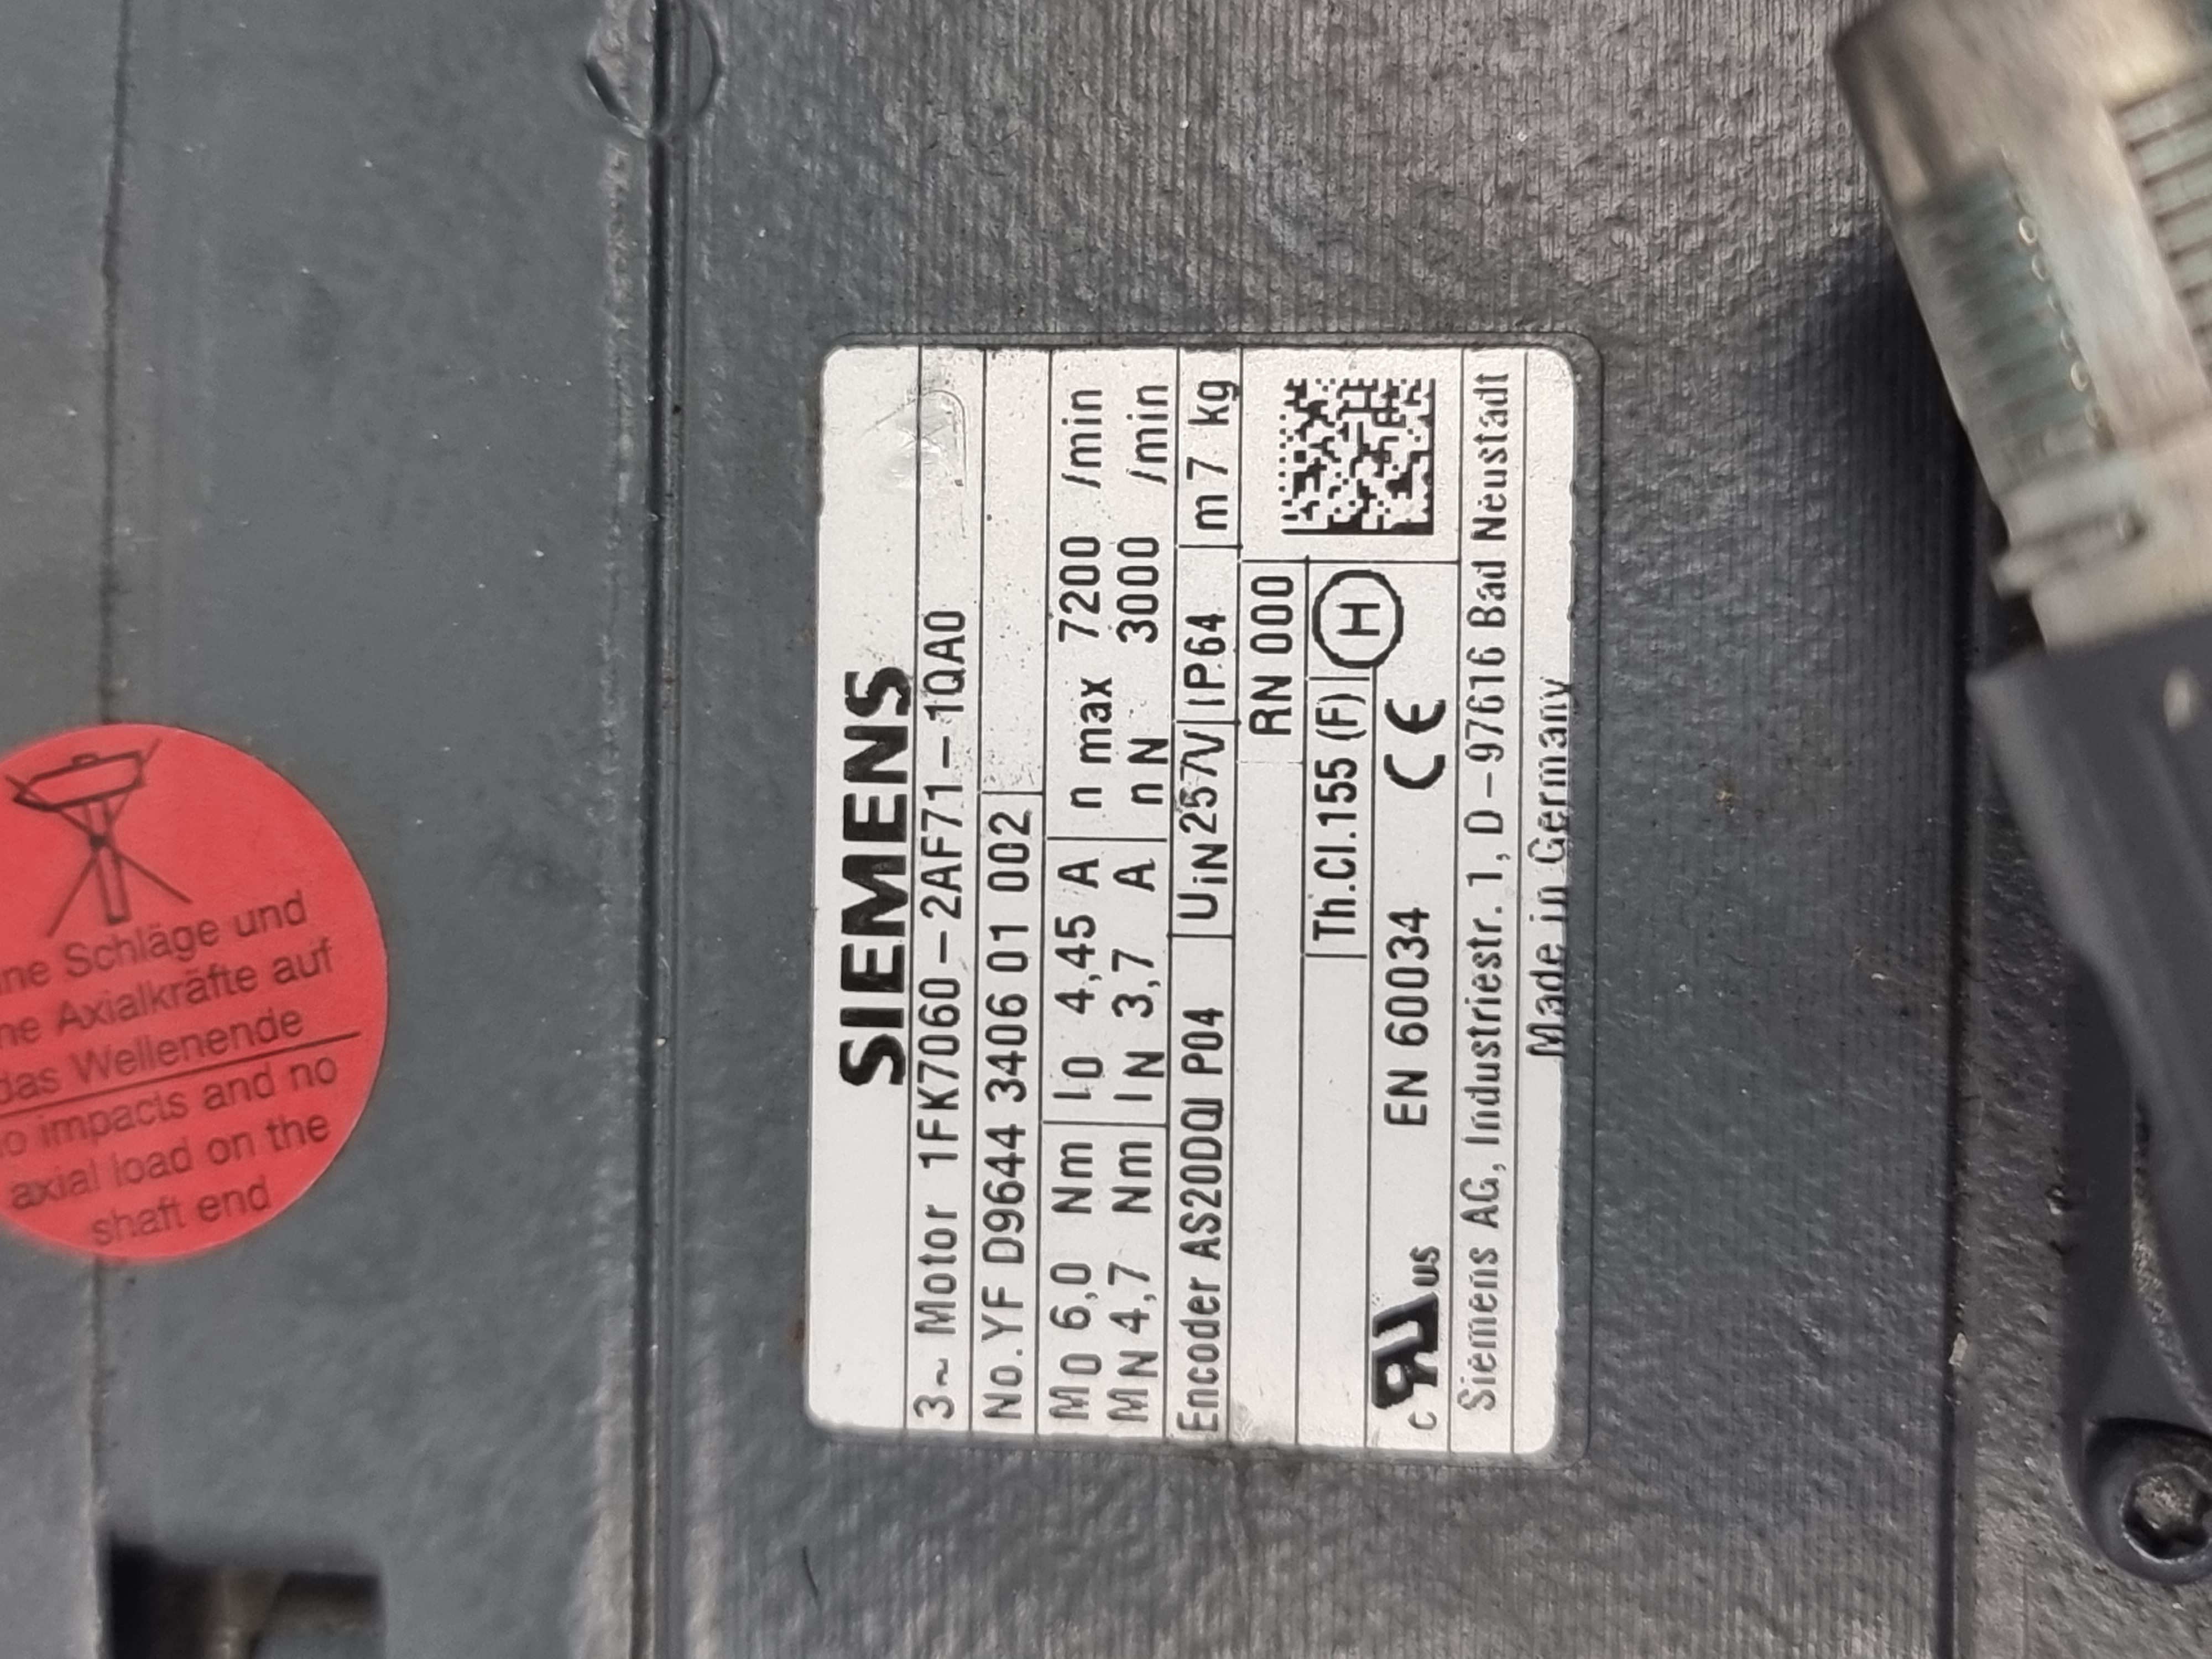 SIEMENS
3~ Motor 1FK7060-2AF71-1QA0
No.YF D9644 3406 01 002
M0 6,0 Nm I0 4,45 A n max 7200 /min
MN 4,7 Nm IN 3,7 A nN 3000 /min
Encoder AS20DQI P04 UiN 257V IP64 m 7 kg
RN 000
Th.Cl.155 (F) H
c us EN 60034 CE
Siemens AG, Industriestr. 1, D-97616 Bad Neustadt
Made in Germany
Schläge und
Axialkräfte auf
das Wellenende
impacts and no
axial load on the
shaft end